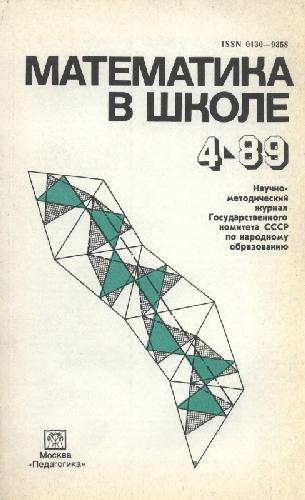 ISSN 0130—9358
МАТЕМАТИКА
В ШКОЛЕ
4·89
Научно-
методический
журнал
Государственного
комитета СССР
по народному
образованию
Москва
«Педагогика»